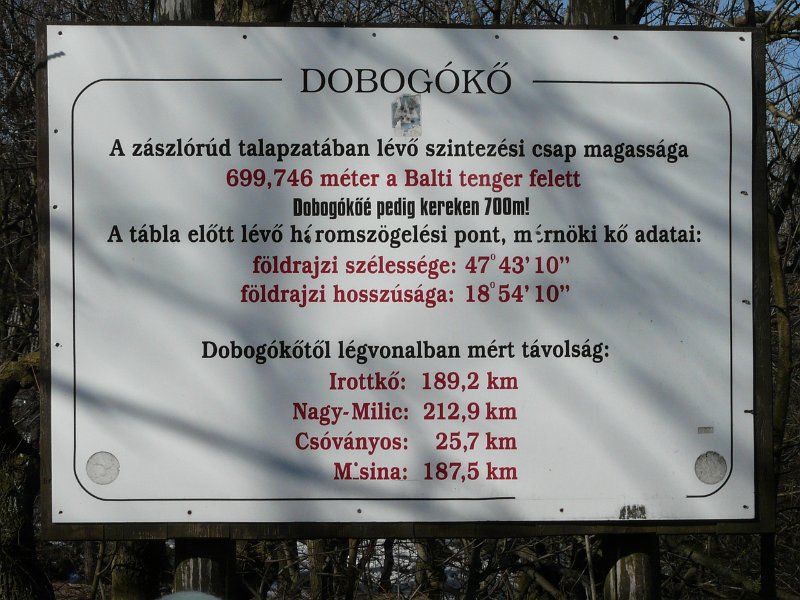 DOBOGÓKŐ
A zászlórúd talapzatában lévő szintezési csap magassága
699,746 méter a Balti tenger felett
Dobogókőé pedig kereken 700m!
A tábla előtt lévő háromszögelési pont, mérnöki kő adatai:
földrajzi szélessége: 47° 43' 10"
földrajzi hosszúsága: 18° 54' 10"
Dobogókőtől légvonalban mért távolság:
Irottkő: 189,2 km
Nagy-Milic: 212,9 km
Csóványos: 25,7 km
Misina: 187,5 km